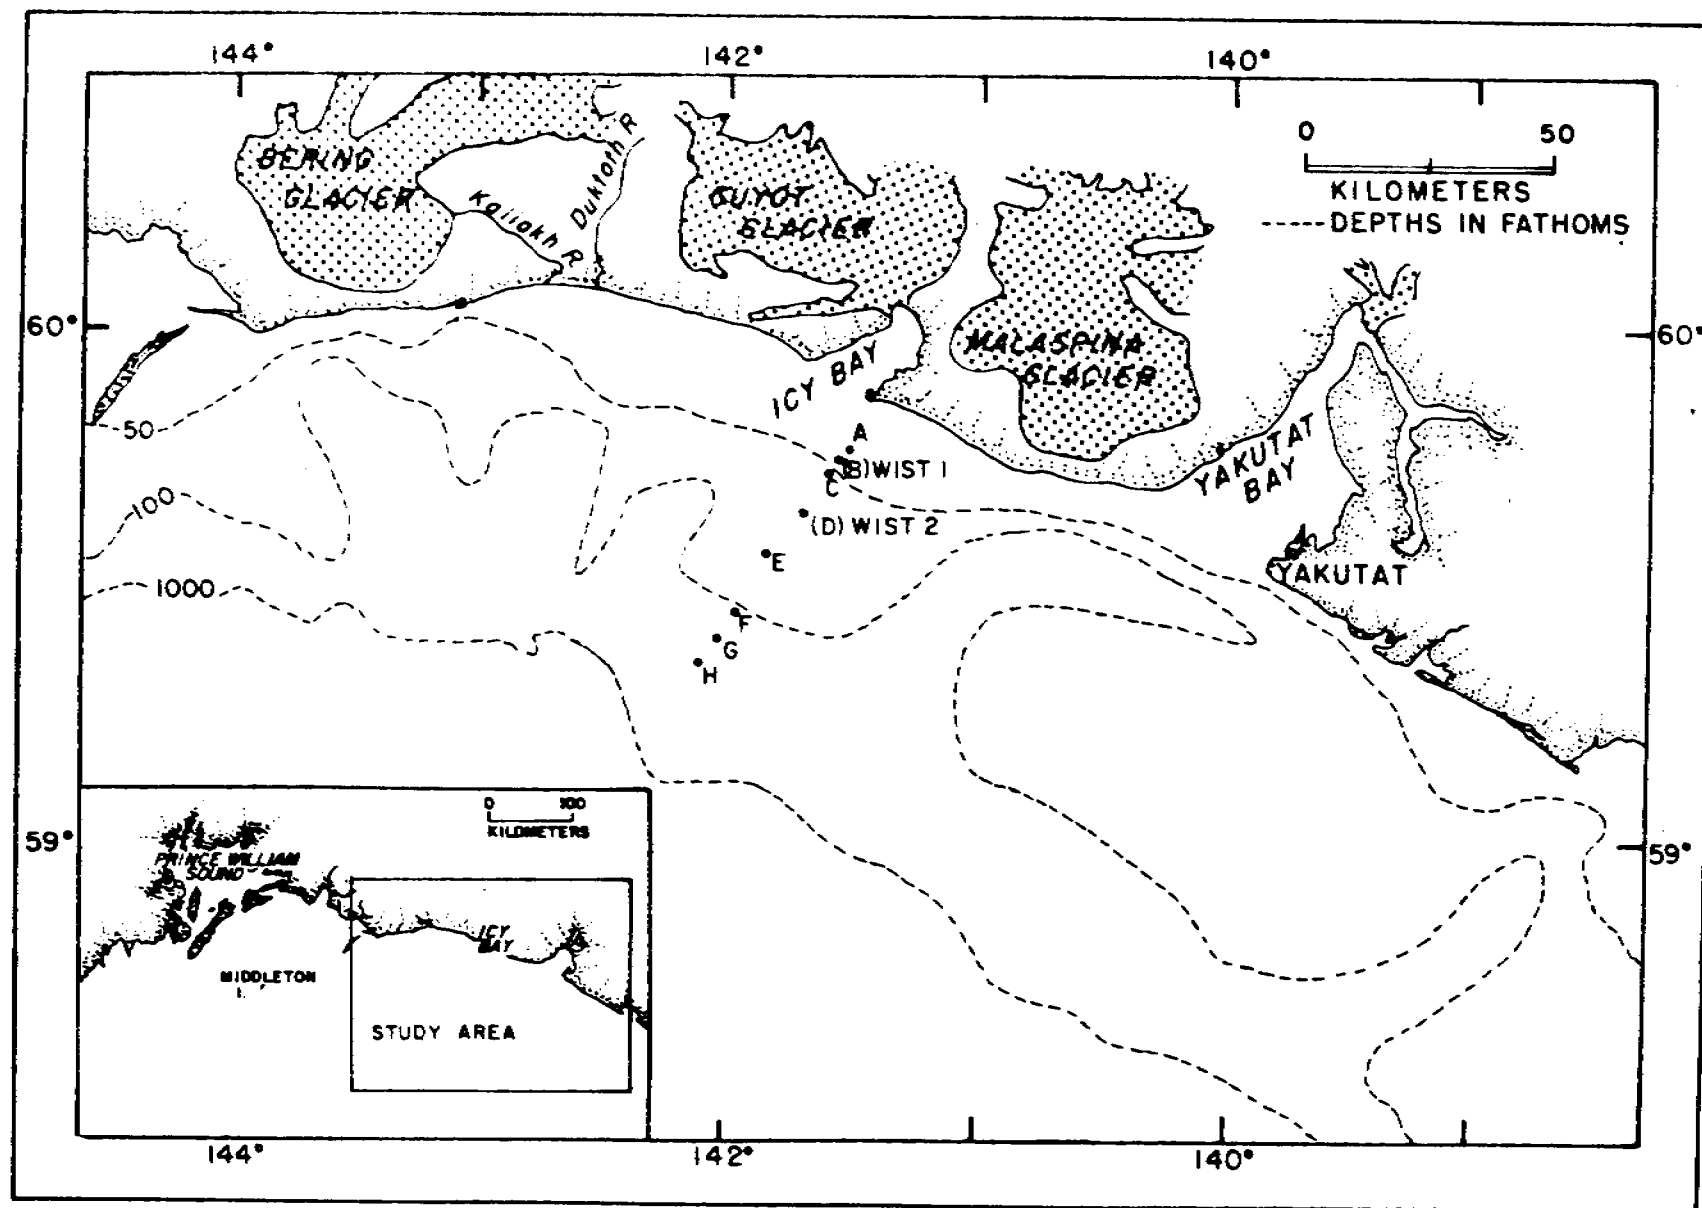 144° 142° 140°
0 50
KILOMETERS
-----DEPTHS IN FATHOMS
BERING
GLACIER
Kaliakh R
Duktoth R
GUYOT
GLACIER
MALASPINA
GLACIER
60° 60°
ICY BAY
YAKUTAT
BAY
YAKUTAT
50
100
1000
A
(B) WIST 1
C
(D) WIST 2
E
F
G
H
59° 59°
0 100
KILOMETERS
PRINCE WILLIAM
SOUND
ICY
BAY
MIDDLETON
I.
STUDY AREA
144° 142° 140°